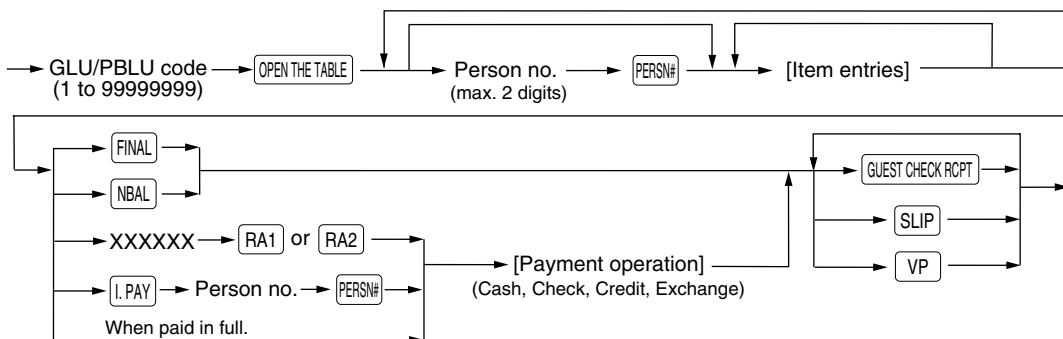 GLU/PBLU code
(1 to 99999999)
OPEN THE TABLE
Person no.
(max. 2 digits)
PERSN#
[Item entries]
FINAL
NBAL
XXXXXX
RA1 or RA2
I. PAY
Person no.
PERSN#
When paid in full.
[Payment operation]
(Cash, Check, Credit, Exchange)
GUEST CHECK RCPT
SLIP
VP